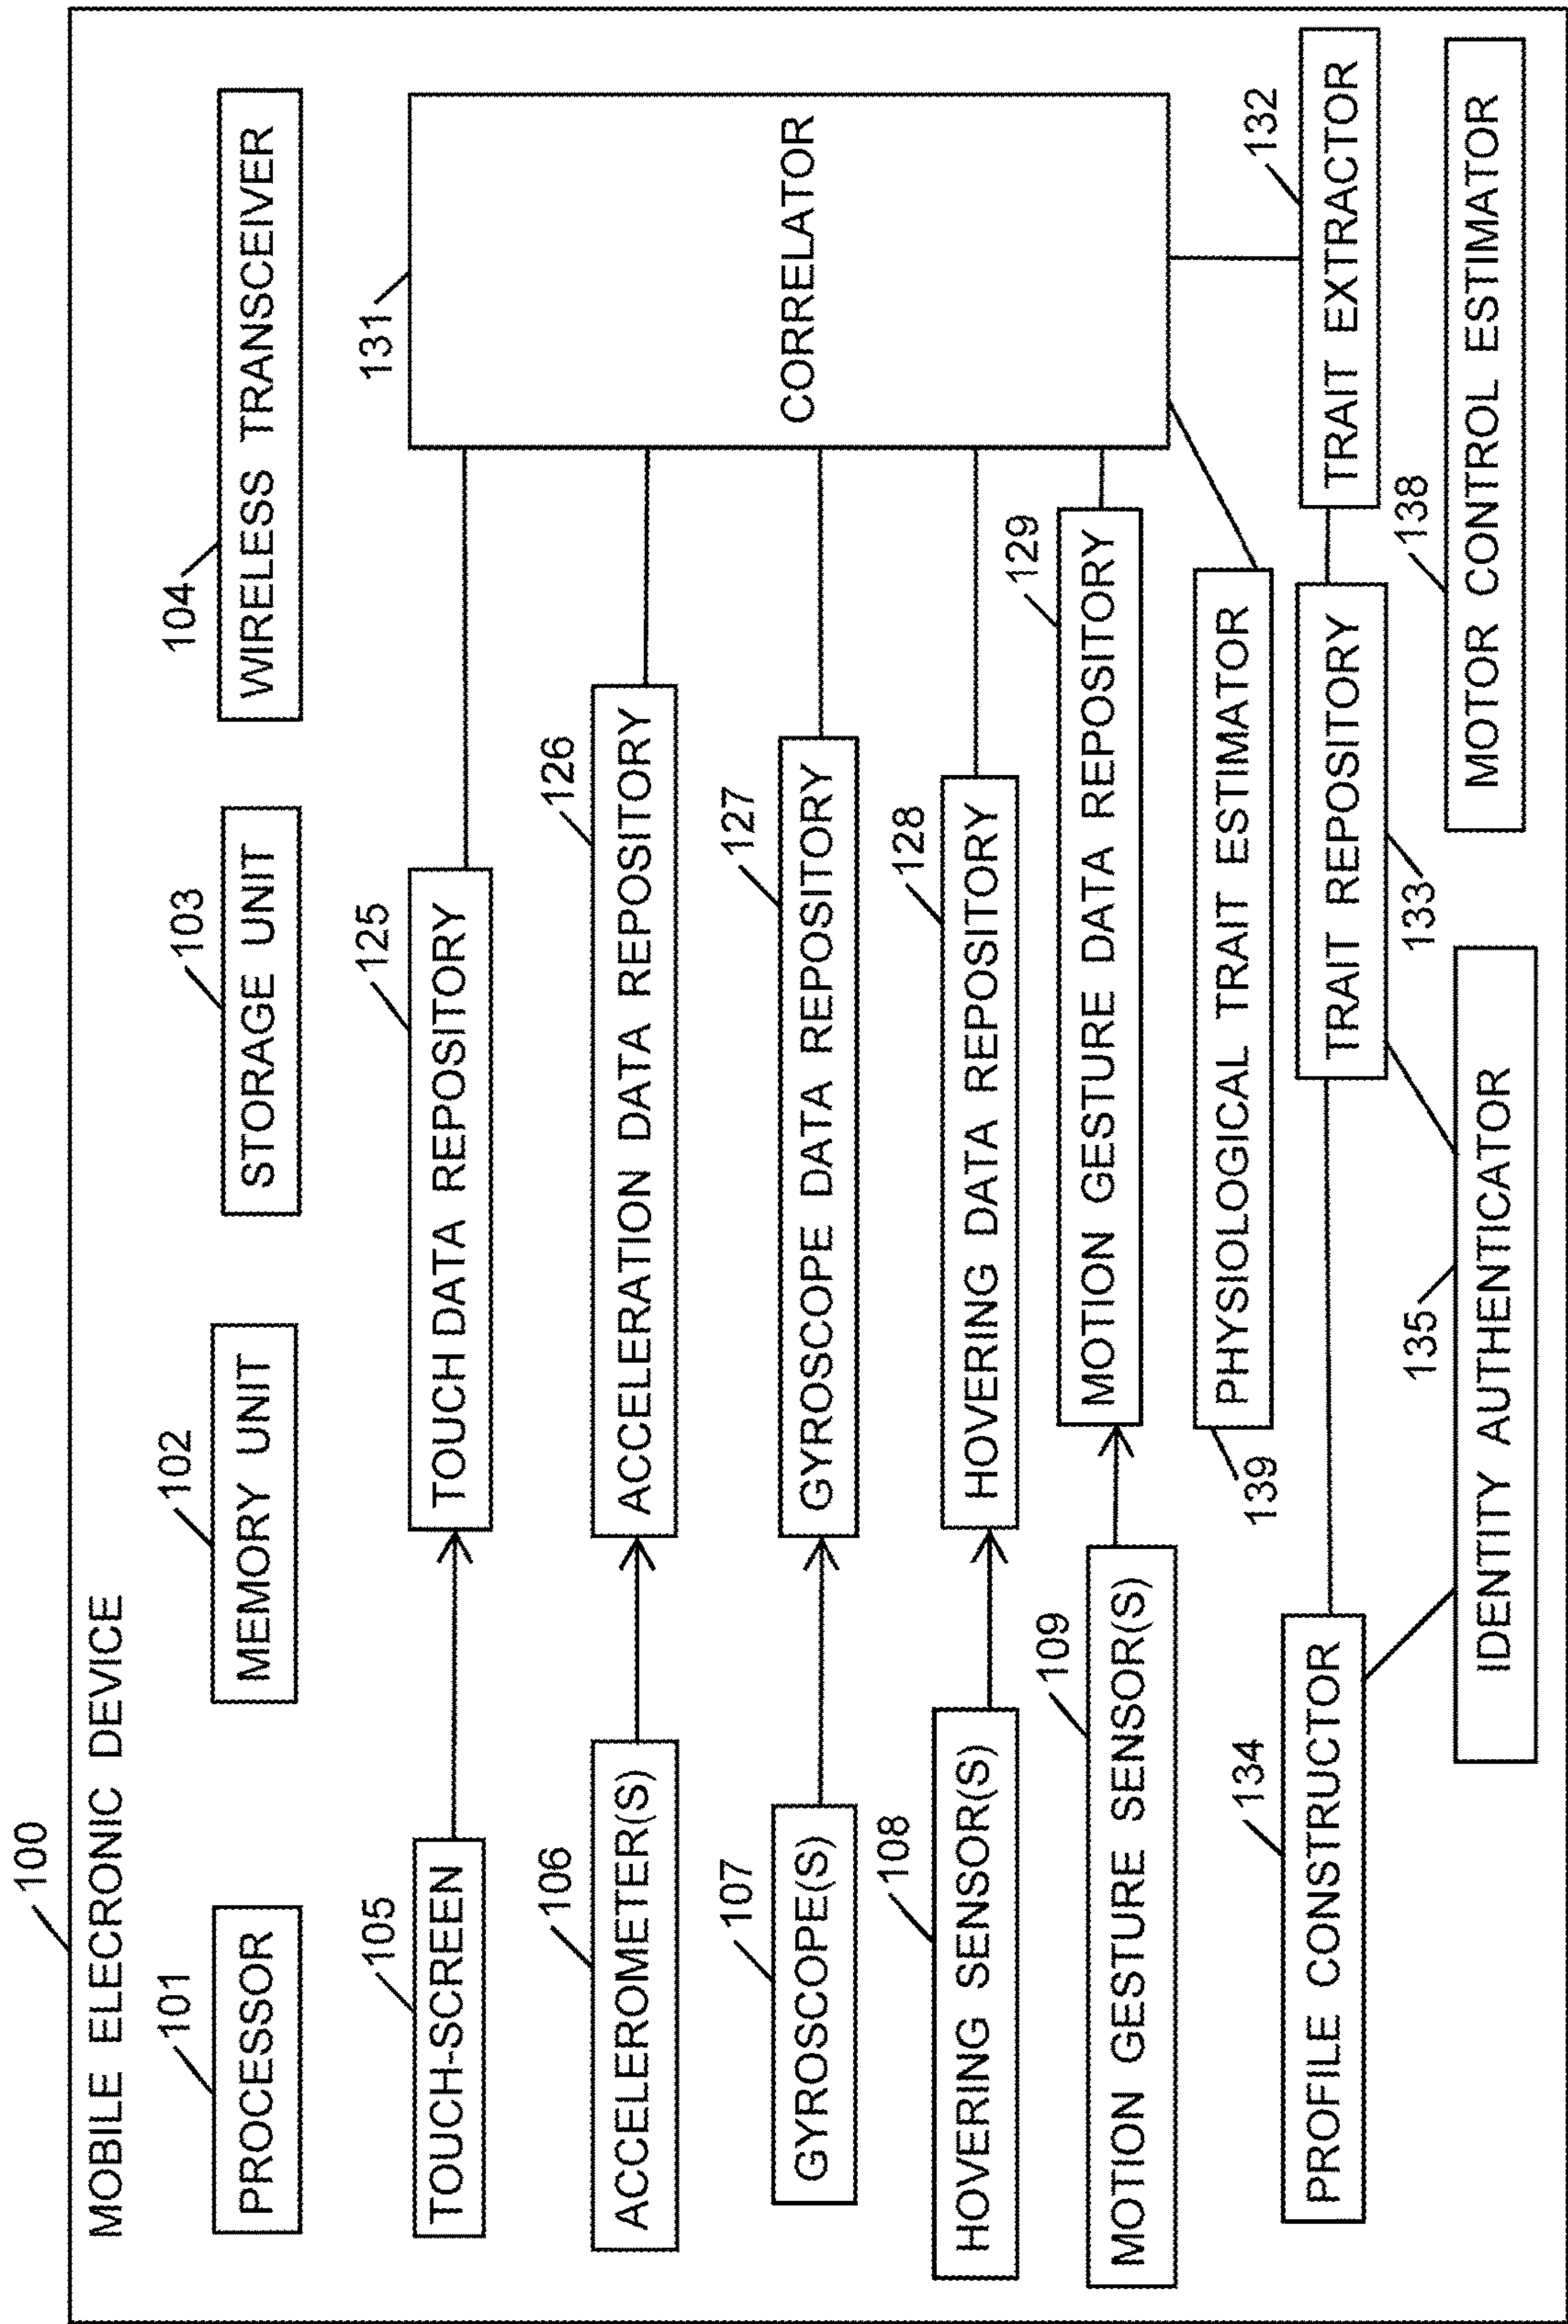 100
MOBILE ELECRONIC DEVICE
101
PROCESSOR
102
MEMORY UNIT
103
STORAGE UNIT
104
WIRELESS TRANSCEIVER
105
TOUCH-SCREEN
125
TOUCH DATA REPOSITORY
131
CORRELATOR
106
ACCELEROMETER(S)
126
ACCELERATION DATA REPOSITORY
107
GYROSCOPE(S)
127
GYROSCOPE DATA REPOSITORY
108
HOVERING SENSOR(S)
128
HOVERING DATA REPOSITORY
109
MOTION GESTURE SENSOR(S)
129
MOTION GESTURE DATA REPOSITORY
139
PHYSIOLOGICAL TRAIT ESTIMATOR
134
PROFILE CONSTRUCTOR
TRAIT REPOSITORY
133
132
TRAIT EXTRACTOR
135
IDENTITY AUTHENTICATOR
138
MOTOR CONTROL ESTIMATOR